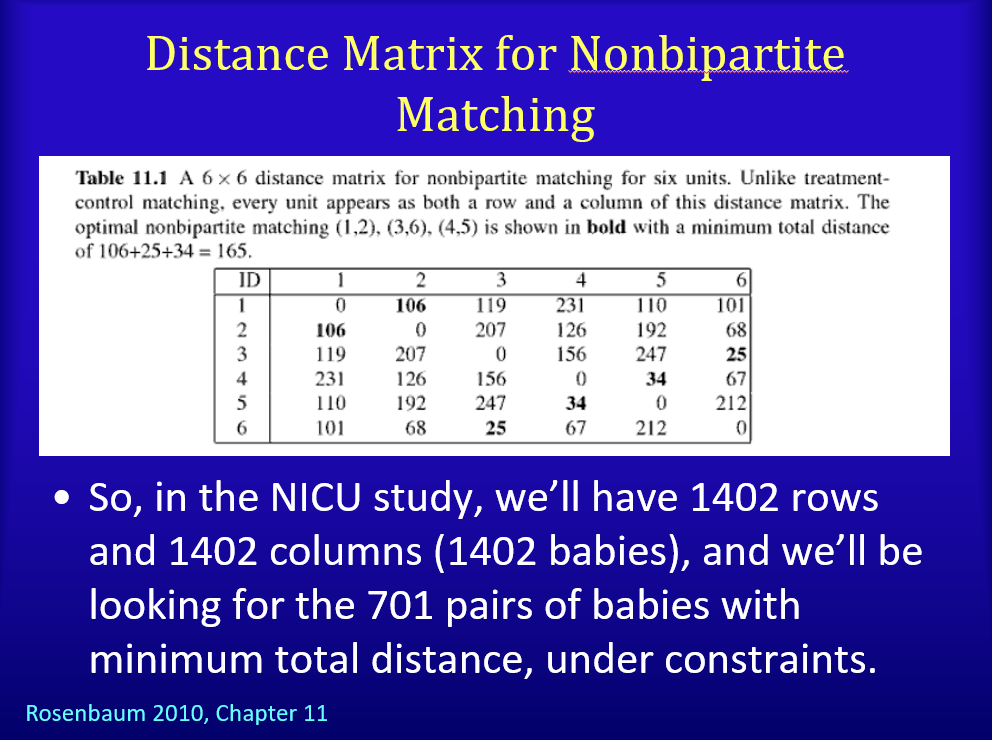 Distance Matrix for Nonbipartite
Matching
Table 11.1 A 6 × 6 distance matrix for nonbipartite matching for six units. Unlike treatment-
control matching, every unit appears as both a row and a column of this distance matrix. The
optimal nonbipartite matching (1,2), (3,6), (4,5) is shown in bold with a minimum total distance
of 106+25+34 = 165.
ID 1 2 3 4 5 6
1 0 106 119 231 110 101
2 106 0 207 126 192 68
3 119 207 0 156 247 25
4 231 126 156 0 34 67
5 110 192 247 34 0 212
6 101 68 25 67 212 0
• So, in the NICU study, we’ll have 1402 rows
and 1402 columns (1402 babies), and we’ll be
looking for the 701 pairs of babies with
minimum total distance, under constraints.
Rosenbaum 2010, Chapter 11